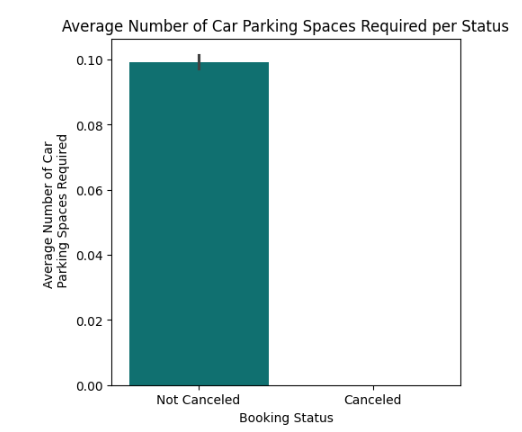 Average Number of Car Parking Spaces Required per Status
0.10
0.08
0.06
0.04
0.02
0.00
Average Number of Car
Parking Spaces Required
Not Canceled
Canceled
Booking Status